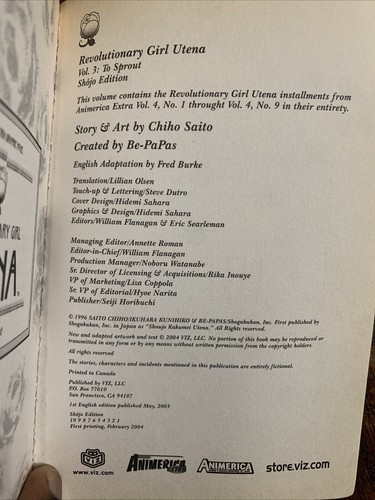 Revolutionary Girl Utena
Vol. 3: To Sprout
Shôjo Edition
This volume contains the Revolutionary Girl Utena installments from
Animerica Extra Vol. 4, No. 1 throught Vol. 4, No. 9 in their entirety.
Story & Art by Chiho Saito
Created by Be-PaPas
English Adaptation by Fred Burke
Translation/Lillian Olsen
Touch-up & Lettering/Steve Dutro
Cover Design/Hidemi Sahara
Graphics & Design/Hidemi Sahara
Editors/William Flanagan & Eric Searleman
Managing Editor/Annette Roman
Editor-in-Chief/William Flanagan
Production Manager/Noboru Watanabe
Sr. Director of Licensing & Acquisitions/Rika Inouye
VP of Marketing/Liza Coppola
Sr. VP of Editorial/Hyoe Narita
Publisher/Seiji Horibuchi
© 1996 SAITO CHIHO/IKUHARA KUNIHIKO & BE-PAPAS/Shogakukan, Inc. First published by
Shogakukan, Inc. in Japan as "Shoujo Kakumei Utena." All Rights reserved.
New and adapted artwork and text © 2004 VIZ, LLC. No portion of this book may be reproduced or
transmitted in any form or by any means without written permission from the copyright holders.
All rights reserved
The stories, characters and incidents mentioned in this publication are entirely fictional.
Printed in Canada
Published by VIZ, LLC
P.O. Box 77010
San Francisco, CA 94107
1st English edition published May, 2003
Shôjo Edition
10 9 8 7 6 5 4 3 2 1
First printing, February 2004
VIZ
www.viz.com
ANIMERICA
ANIMERICA
store.viz.com
ARY GIRL